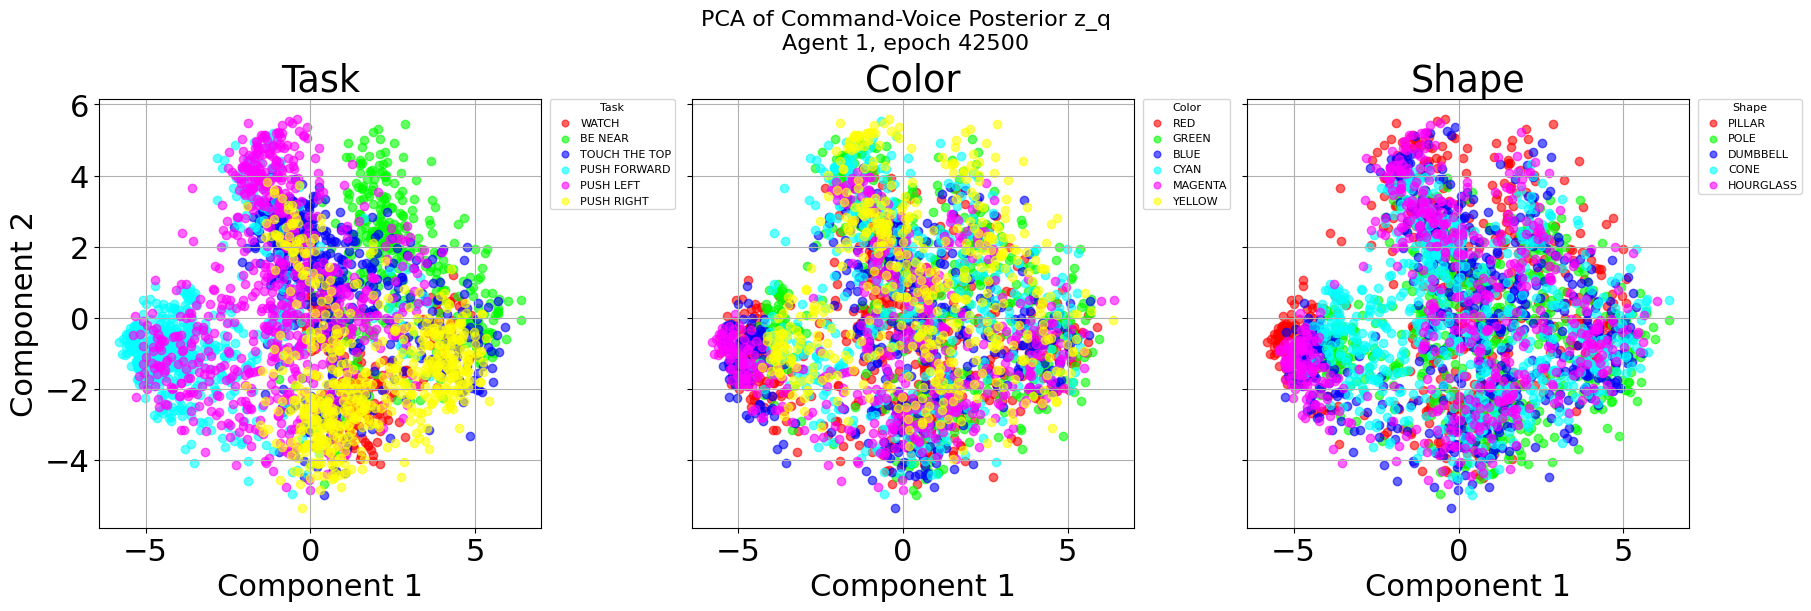 PCA of Command-Voice Posterior z_q
Agent 1, epoch 42500
Task
Component 2
6
4
2
0
−2
−4
−5
0
5
Component 1
Task
WATCH
BE NEAR
TOUCH THE TOP
PUSH FORWARD
PUSH LEFT
PUSH RIGHT
Color
−5
0
5
Component 1
Color
RED
GREEN
BLUE
CYAN
MAGENTA
YELLOW
Shape
−5
0
5
Component 1
Shape
PILLAR
POLE
DUMBBELL
CONE
HOURGLASS